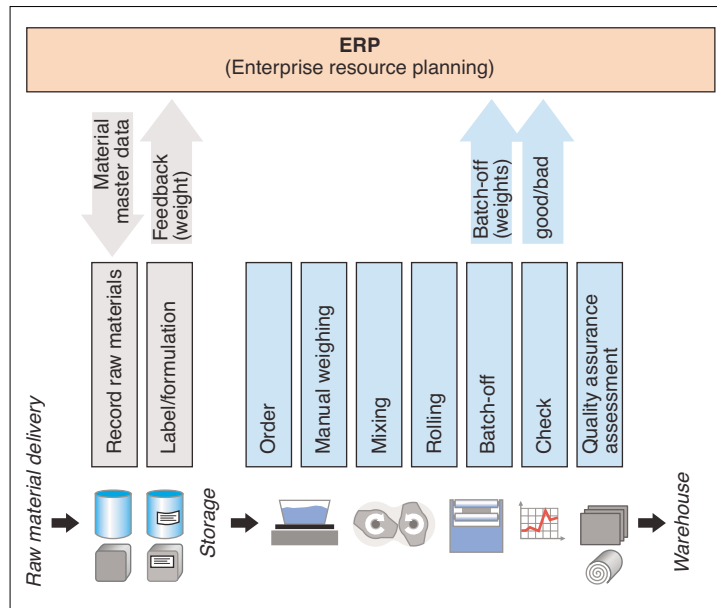 ERP
(Enterprise resource planning)
Material
master data
Feedback
(weight)
Batch-off
(weights)
good/bad
Record raw materials
Label/formulation
Order
Manual weighing
Mixing
Rolling
Batch-off
Check
Quality assurance
assessment
Raw material delivery
Storage
Warehouse